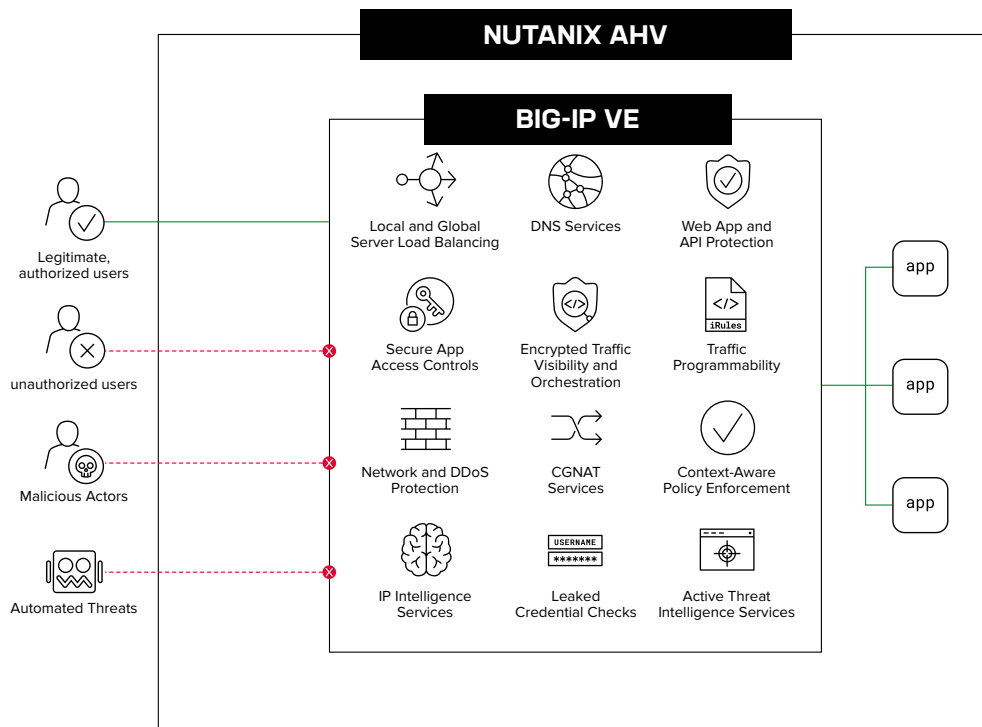 NUTANIX AHV
BIG-IP VE
Legitimate,
authorized users
unauthorized users
Malicious Actors
Automated Threats
Local and Global
Server Load Balancing
DNS Services
Web App and
API Protection
Secure App
Access Controls
Encrypted Traffic
Visibility and
Orchestration
</>
iRules
Traffic
Programmability
Network and DDoS
Protection
CGNAT
Services
Context-Aware
Policy Enforcement
IP Intelligence
Services
USERNAME
*******
Leaked
Credential Checks
Active Threat
Intelligence Services
app
app
app